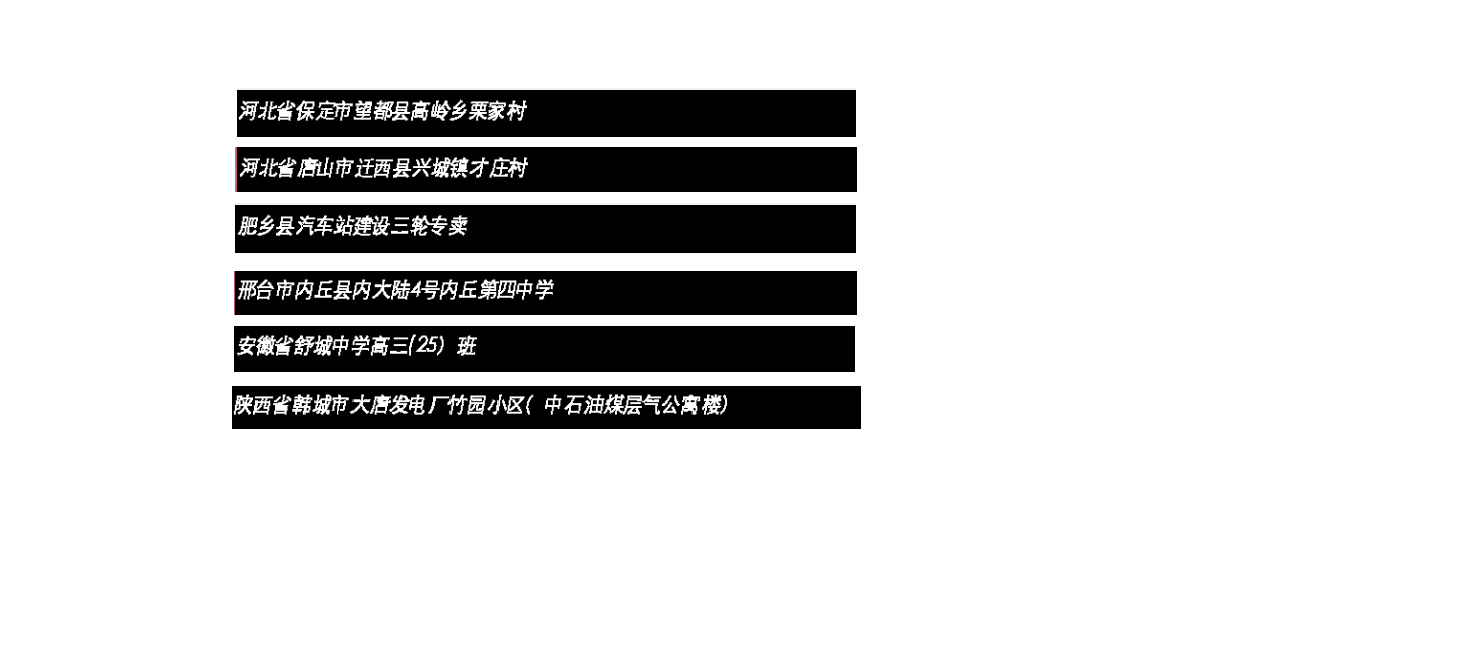 河北省保定市望都县高岭乡栗家村
河北省唐山市迁西县兴城镇才庄村
肥乡县汽车站建设三轮专卖
邢台市内丘县内大陆4号内丘第四中学
安徽省舒城中学高三(25）班
陕西省韩城市大唐发电厂竹园小区( 中石油煤层气公寓楼）